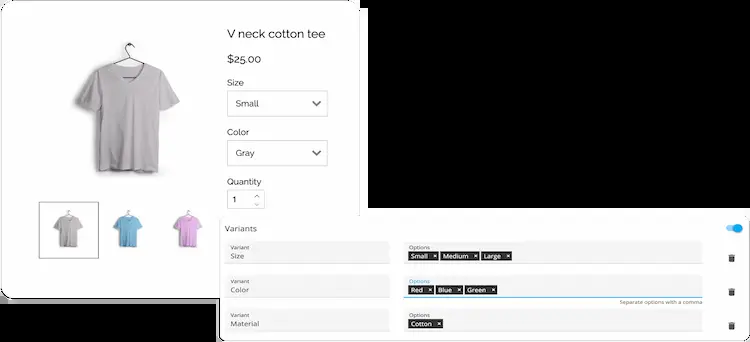 V neck cotton tee
$25.00
Size
Small
Color
Gray
Quantity
1
Variants
Variant
Size
Options
Small × Medium × Large ×
Variant
Color
Options
Red × Blue × Green ×
Separate options with a comma
Variant
Material
Options
Cotton ×